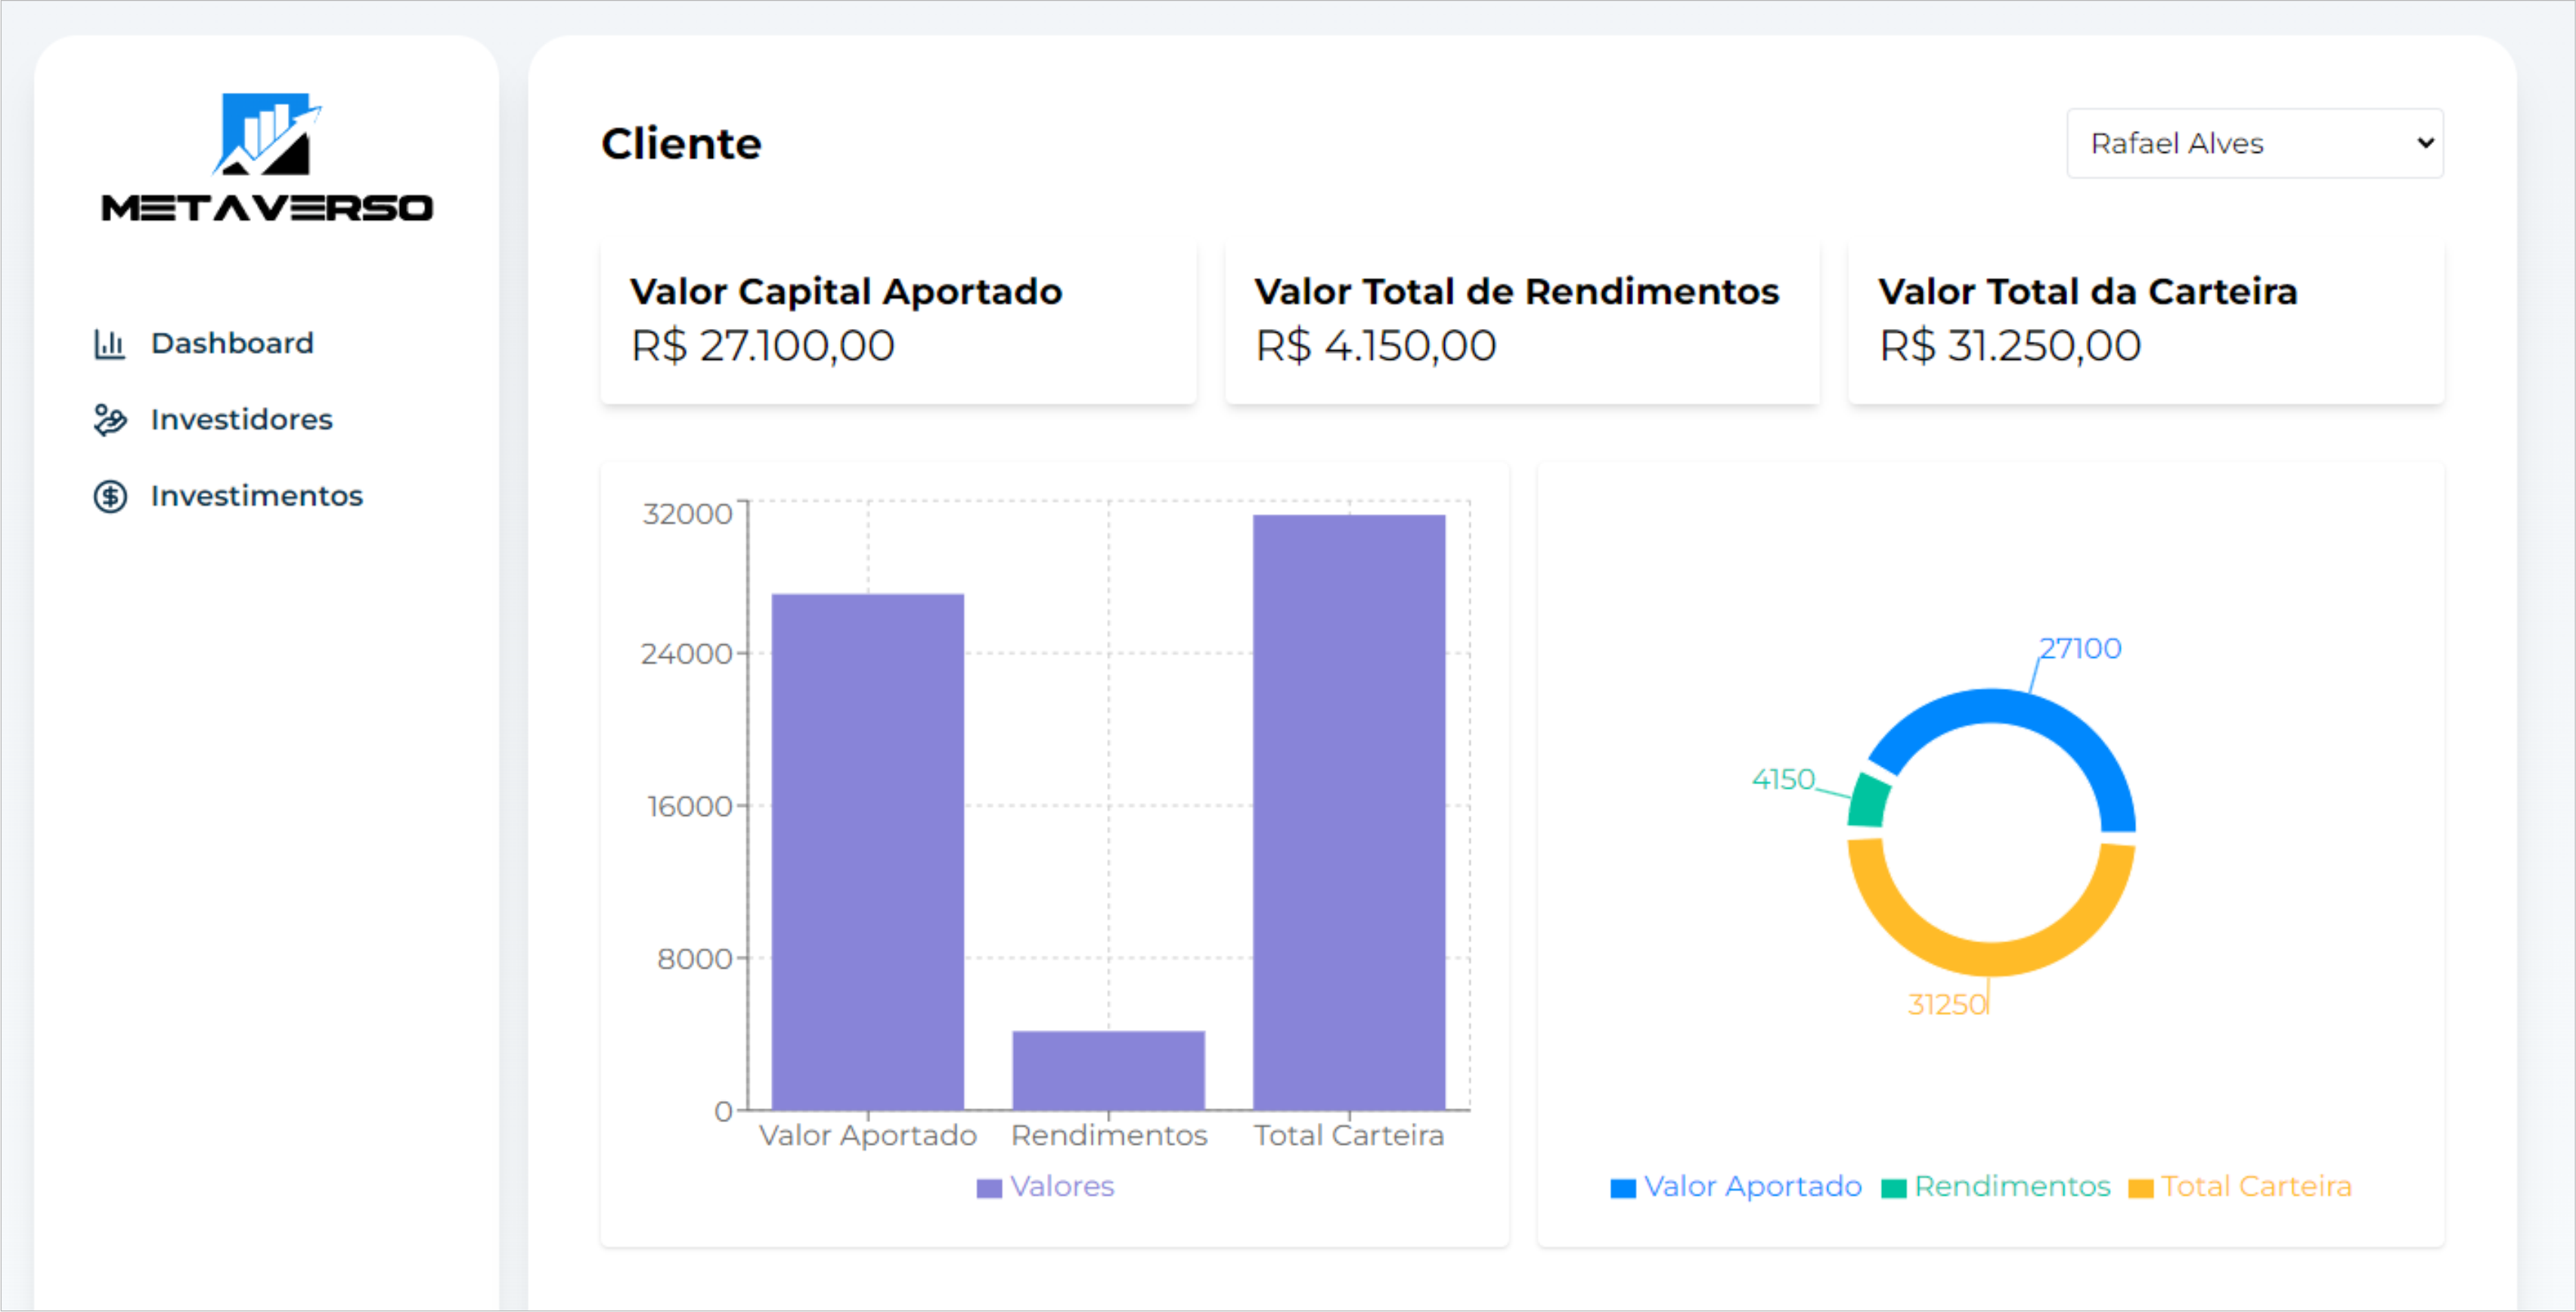 METAVERSO
Dashboard
Investidores
Investimentos
Cliente
Rafael Alves
Valor Capital Aportado
R$ 27.100,00
Valor Total de Rendimentos
R$ 4.150,00
Valor Total da Carteira
R$ 31.250,00
32000
24000
16000
8000
0
Valor Aportado Rendimentos Total Carteira
Valores
27100
4150
31250
Valor Aportado Rendimentos Total Carteira